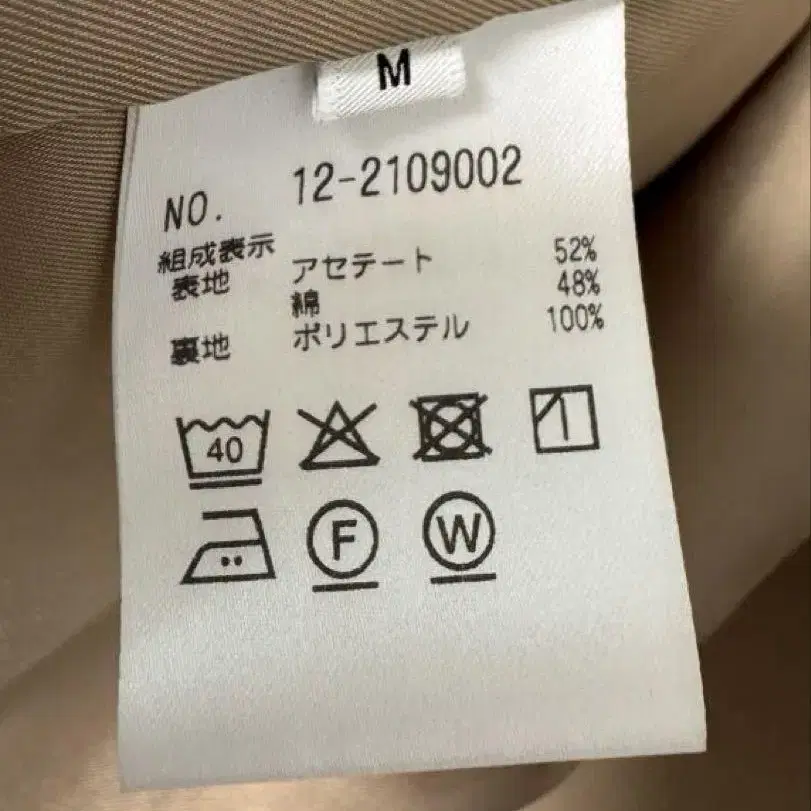 M
NO. 12-2109002
組成表示
表地 アセテート 52%
綿 48%
裏地 ポリエステル 100%
40
F W